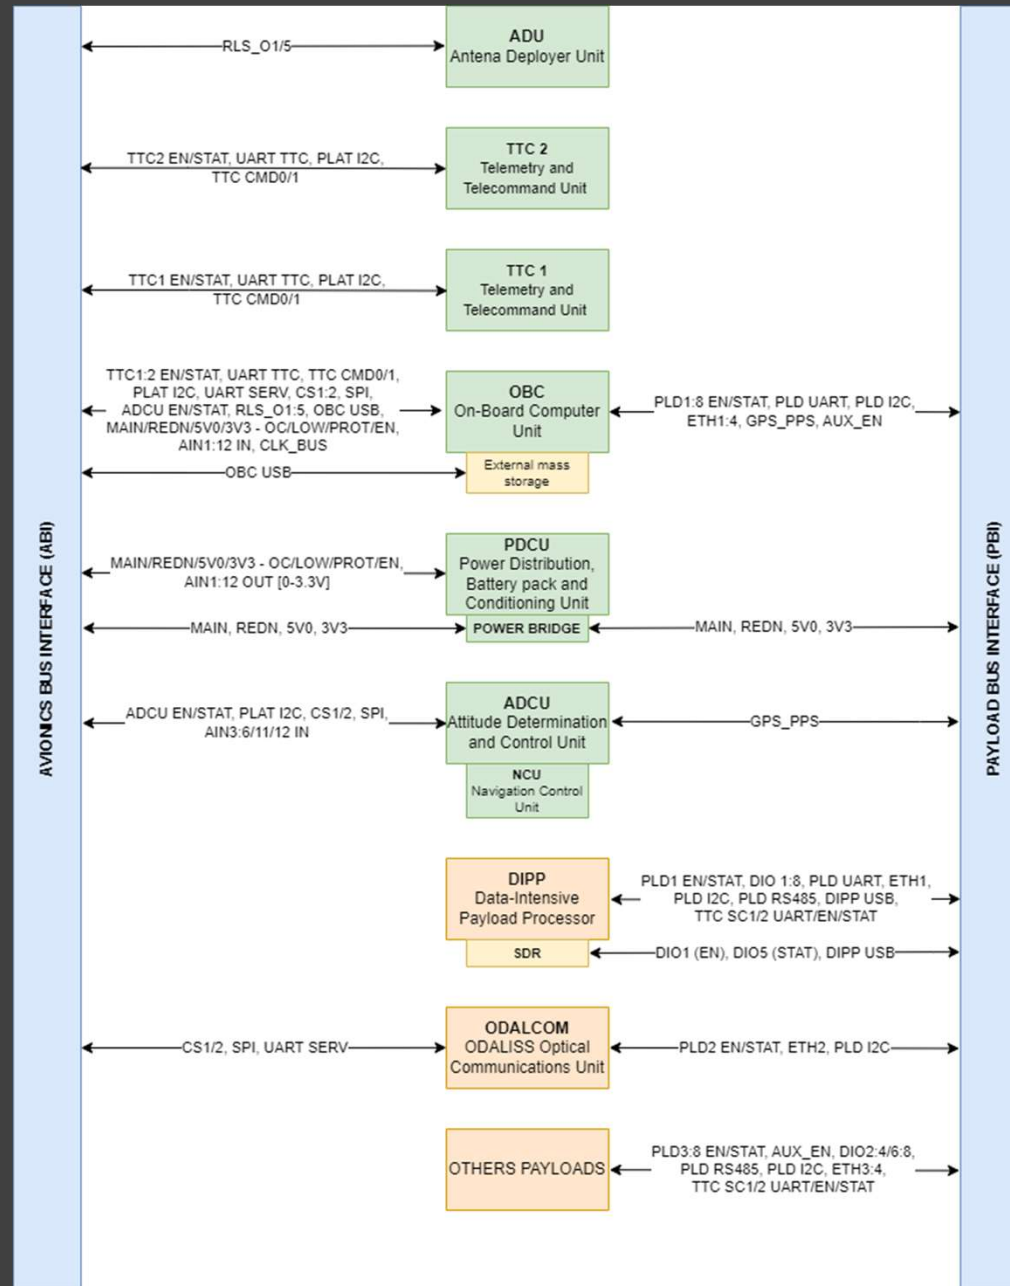 AVIONICS BUS INTERFACE (ABI)
RLS_O1/5
ADU
Antena Deployer Unit
TTC2 EN/STAT, UART TTC, PLAT I2C,
TTC CMD0/1
TTC 2
Telemetry and
Telecommand Unit
TTC1 EN/STAT, UART TTC, PLAT I2C,
TTC CMD0/1
TTC 1
Telemetry and
Telecommand Unit
TTC1:2 EN/STAT, UART TTC, TTC CMD0/1,
PLAT I2C, UART SERV, CS1:2, SPI,
ADCU EN/STAT, RLS_O1:5, OBC USB,
MAIN/RED/5V0/3V3 - OC/LOW/PROT/EN,
AIN1:12 IN, CLK_BUS
OBC
On-Board Computer
Unit
PLD1:8 EN/STAT, PLD UART, PLD I2C,
ETH1:4, GPS_PPS, AUX_EN
OBC USB
External mass
storage
MAIN/REDN/5V0/3V3 - OC/LOW/PROT/EN,
AIN1:12 OUT [0-3.3V]
PDCU
Power Distribution,
Battery pack and
Conditioning Unit
MAIN, REDN, 5V0, 3V3
POWER BRIDGE
MAIN, REDN, 5V0, 3V3
ADCU EN/STAT, PLAT I2C, CS1/2, SPI,
AIN3:6/11/12 IN
ADCU
Attitude Determination
and Control Unit
GPS_PPS
NCU
Navigation Control
Unit
DIPP
Data-Intensive
Payload Processor
PLD1 EN/STAT, DIO 1:8, PLD UART, ETH1,
PLD I2C, PLD RS485, DIPP USB,
TTC SC1/2 UART/EN/STAT
SDR
DIO1 (EN), DIO5 (STAT), DIPP USB
CS1/2, SPI, UART SERV
ODALCOM
ODALISS Optical
Communications Unit
PLD2 EN/STAT, ETH2, PLD I2C
OTHERS PAYLOADS
PLD3:8 EN/STAT, AUX_EN, DIO2:4/6:8,
PLD RS485, PLD I2C, ETH3:4,
TTC SC1/2 UART/EN/STAT
PAYLOAD BUS INTERFACE (PBI)